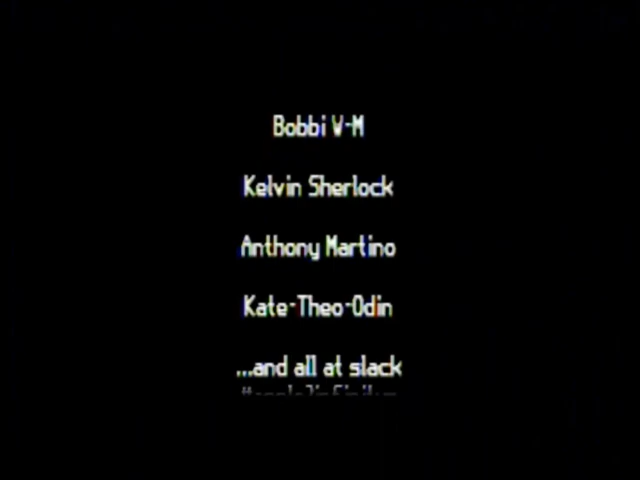 Bobbi V-M
Kelvin Sherlock
Anthony Martino
Kate-Theo-Odin
...and all at slack